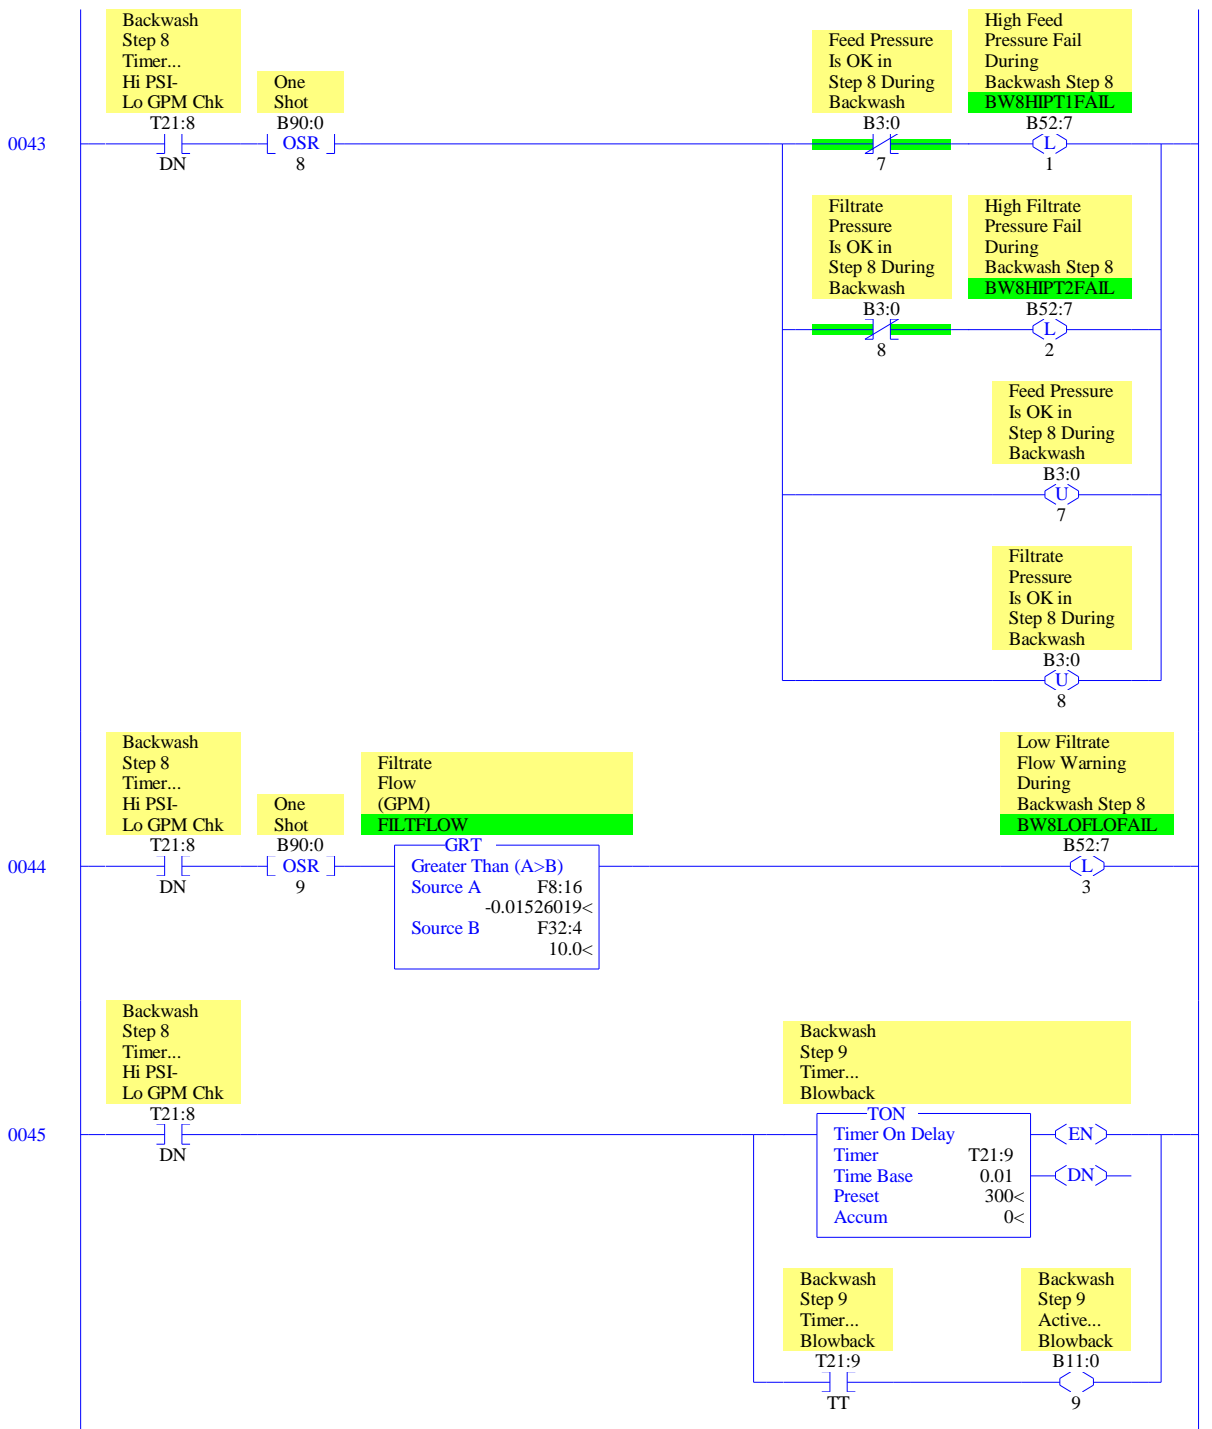 Backwash
Step 8
Timer...
Hi PSI-
Lo GPM Chk
T21:8
DN
One
Shot
B90:0
OSR
8
Feed Pressure
Is OK in
Step 8 During
Backwash
B3:0
7
High Feed
Pressure Fail
During
Backwash Step 8
BW8HIPT1FAIL
B52:7
L
1
0043
Filtrate
Pressure
Is OK in
Step 8 During
Backwash
B3:0
8
High Filtrate
Pressure Fail
During
Backwash Step 8
BW8HIPT2FAIL
B52:7
L
2
Feed Pressure
Is OK in
Step 8 During
Backwash
B3:0
U
7
Filtrate
Pressure
Is OK in
Step 8 During
Backwash
B3:0
U
8
Backwash
Step 8
Timer...
Hi PSI-
Lo GPM Chk
T21:8
DN
One
Shot
B90:0
OSR
9
Filtrate
Flow
(GPM)
FILTFLOW
GRT
Greater Than (A>B)
Source A F8:16
-0.01526019<
Source B F32:4
10.0<
Low Filtrate
Flow Warning
During
Backwash Step 8
BW8LOFLOFAIL
B52:7
L
3
0044
Backwash
Step 8
Timer...
Hi PSI-
Lo GPM Chk
T21:8
DN
0045
Backwash
Step 9
Timer...
Blowback
TON
Timer On Delay
Timer T21:9
Time Base 0.01
Preset 300<
Accum 0<
EN
DN
Backwash
Step 9
Timer...
Blowback
T21:9
TT
Backwash
Step 9
Active...
Blowback
B11:0
9